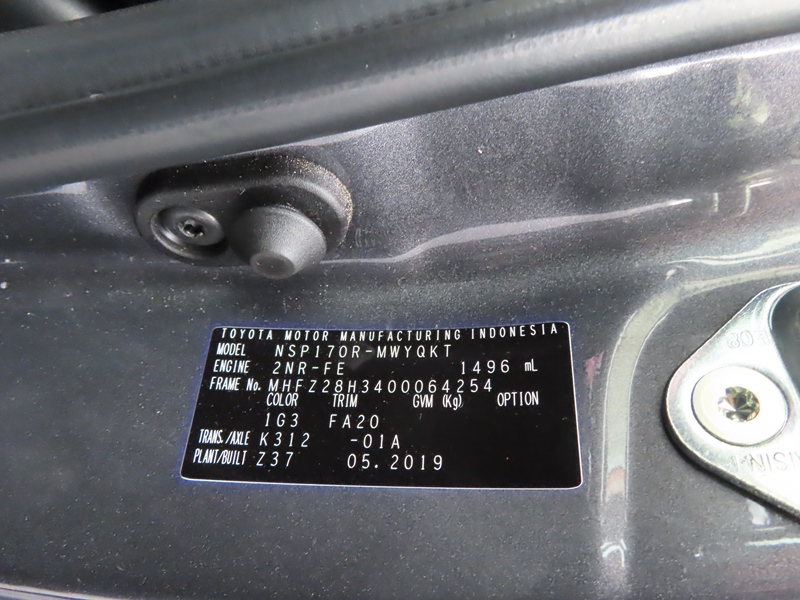 TOYOTA MOTOR MANUFACTURING INDONESIA
MODEL NSP170R-MWYQKT
ENGINE 2NR-FE 1496 mL
FRAME No. MHFZ28H3400064254
COLOR TRIM GVM (Kg) OPTION
1G3 FA20
TRANS./AXLE K312 -01A
PLANT/BUILT Z37 05.2019